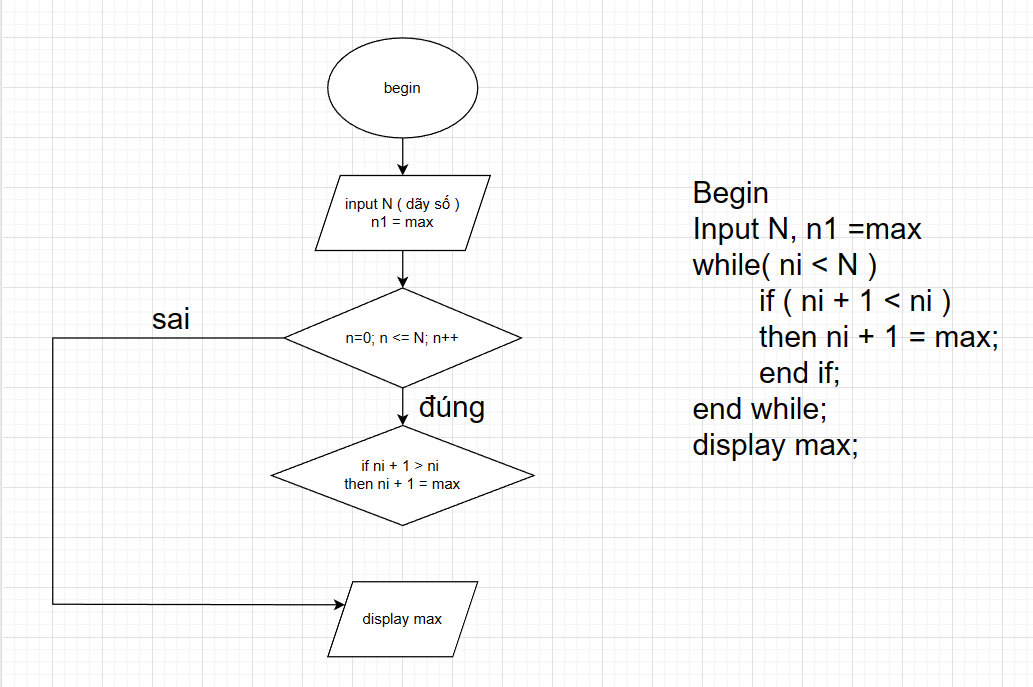 begin
input N ( dãy số )
n1 = max
sai
n=0; n <= N; n++
đúng
if ni + 1 > ni
then ni + 1 = max
display max
Begin
Input N, n1 =max
while( ni < N )
if ( ni + 1 < ni )
then ni + 1 = max;
end if;
end while;
display max;